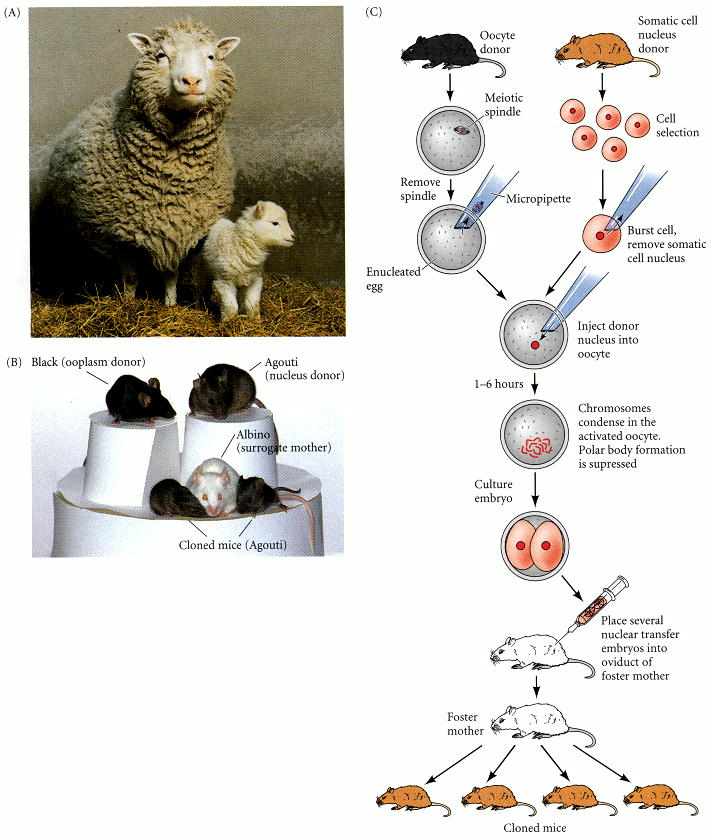 (A)
(B)
Black (ooplasm donor)
Agouti
(nucleus donor)
Albino
(surrogate mother)
Cloned mice (Agouti)
(C)
Oocyte
donor
Somatic cell
nucleus
donor
Meiotic
spindle
Cell
selection
Remove
spindle
Micropipette
Burst cell,
remove somatic
cell nucleus
Enucleated
egg
Inject donor
nucleus into
oocyte
1–6 hours
Chromosomes
condense in the
activated oocyte.
Polar body formation
is supressed
Culture
embryo
Place several
nuclear transfer
embryos into
oviduct of
foster mother
Foster
mother
Cloned mice